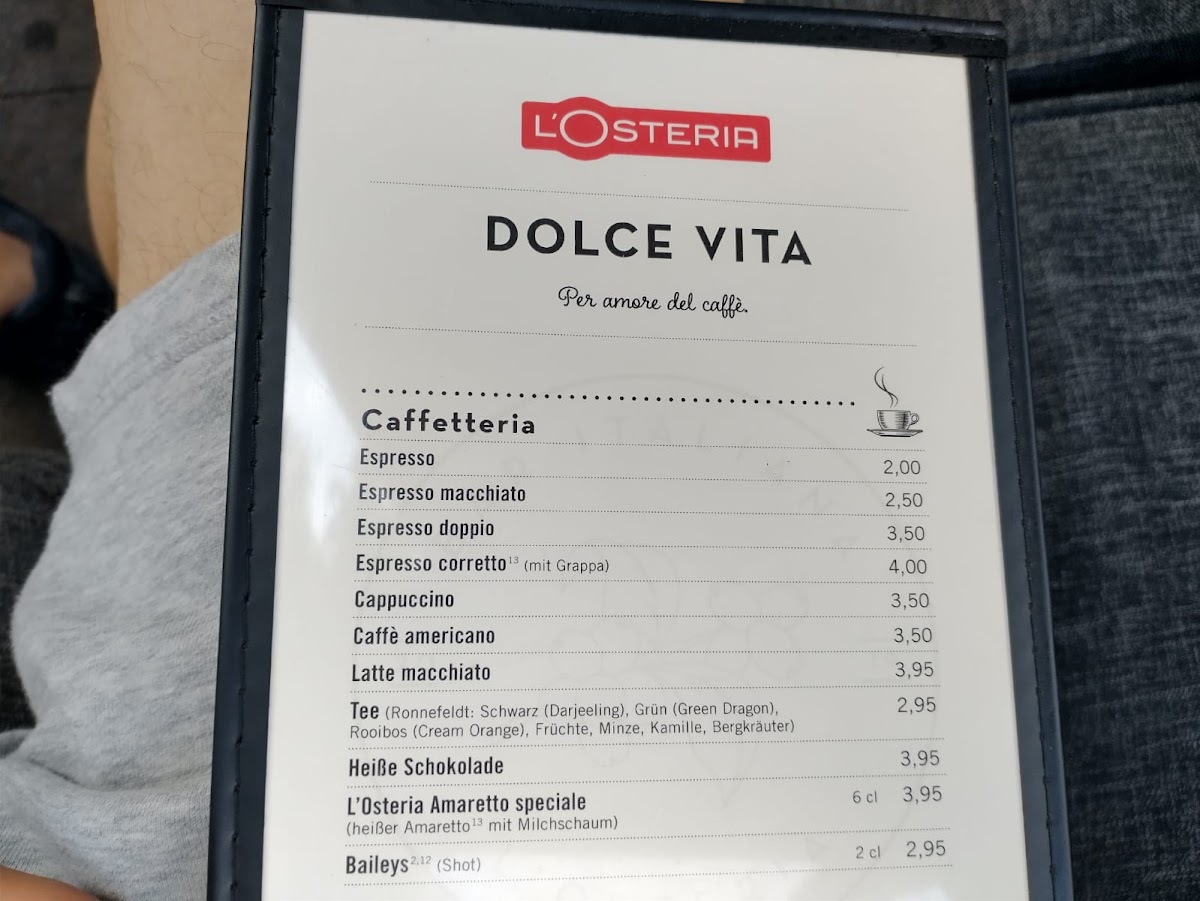 L'OSTERIA
DOLCE VITA
Per amore del caffè.
Caffetteria
Espresso 2,00
Espresso macchiato 2,50
Espresso doppio 3,50
Espresso corretto¹³ (mit Grappa) 4,00
Cappuccino 3,50
Caffè americano 3,50
Latte macchiato 3,95
Tee (Ronnefeldt: Schwarz (Darjeeling), Grün (Green Dragon), 2,95
Rooibos (Cream Orange), Früchte, Minze, Kamille, Bergkräuter)
Heiße Schokolade 3,95
L'Osteria Amaretto speciale 6 cl 3,95
(heißer Amaretto¹³ mit Milchschaum)
Baileys²,¹² (Shot) 2 cl 2,95